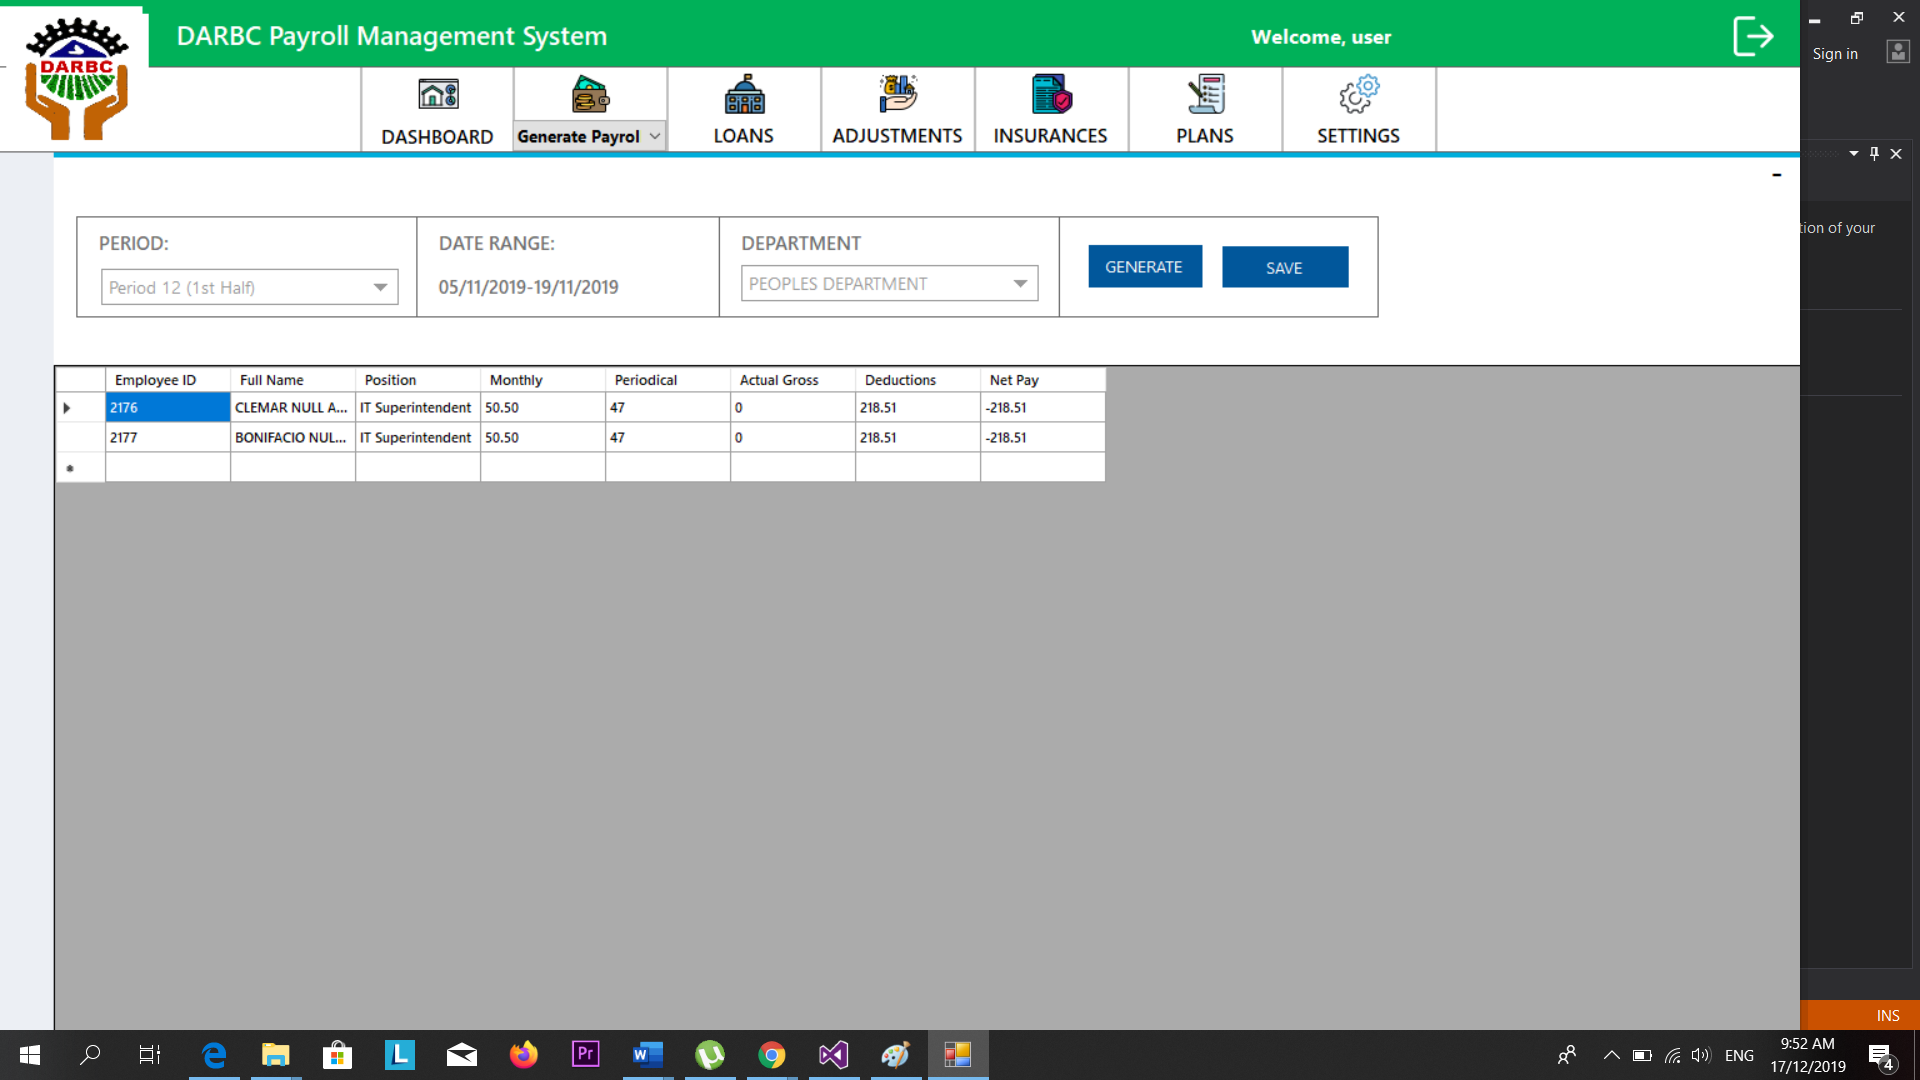 DARBC Payroll Management System
Welcome, user
Sign in
DARBC
DASHBOARD
Generate Payrol
LOANS
ADJUSTMENTS
INSURANCES
PLANS
SETTINGS
-
tion of your
PERIOD:
DATE RANGE:
DEPARTMENT
Period 12 (1st Half)
05/11/2019-19/11/2019
PEOPLES DEPARTMENT
GENERATE
SAVE
Employee ID Full Name Position Monthly Periodical Actual Gross Deductions Net Pay
2176 CLEMAR NULL A... IT Superintendent 50.50 47 0 218.51 -218.51
2177 BONIFACIO NUL... IT Superintendent 50.50 47 0 218.51 -218.51
INS
L
Pr
W
ENG
9:52 AM
17/12/2019
4